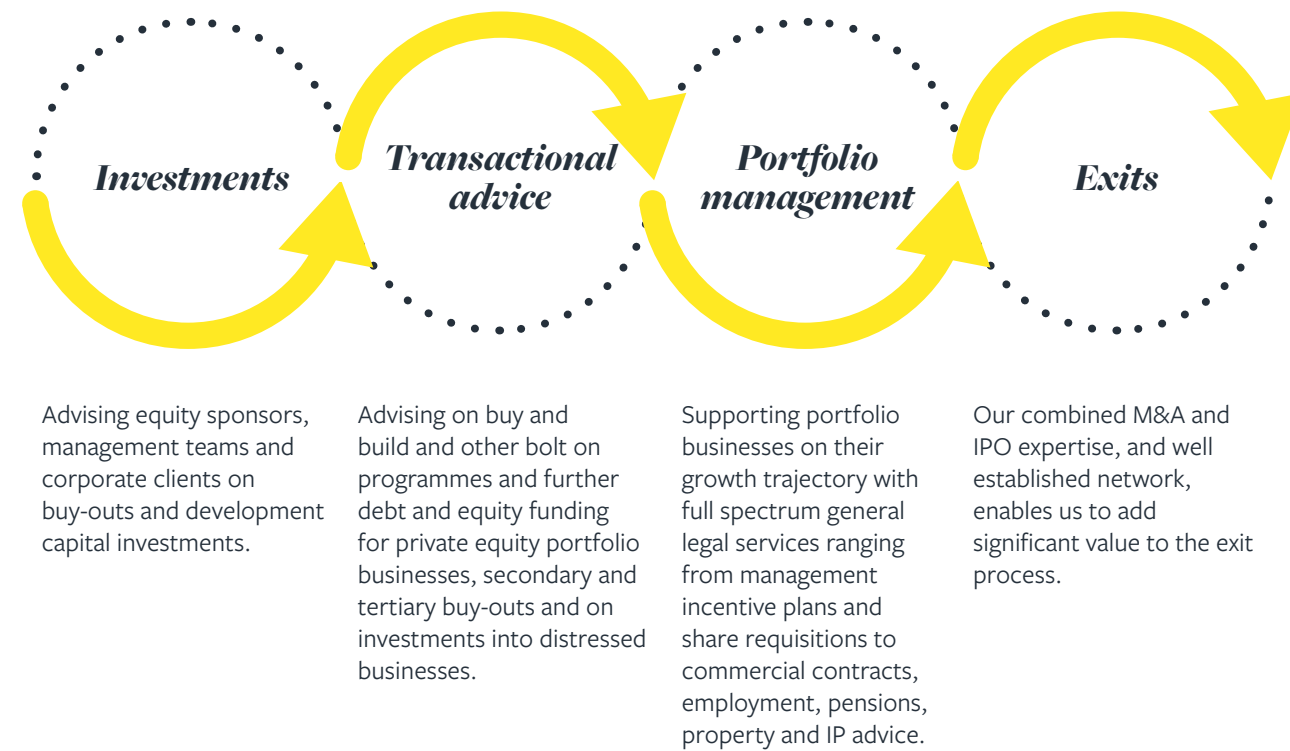 Investments
Transactional
advice
Portfolio
management
Exits
Advising equity sponsors,
management teams and
corporate clients on
buy-outs and development
capital investments.
Advising on buy and
build and other bolt on
programmes and further
debt and equity funding
for private equity portfolio
businesses, secondary and
tertiary buy-outs and on
investments into distressed
businesses.
Supporting portfolio
businesses on their
growth trajectory with
full spectrum general
legal services ranging
from management
incentive plans and
share requisitions to
commercial contracts,
employment, pensions,
property and IP advice.
Our combined M&A and
IPO expertise, and well
established network,
enables us to add
significant value to the exit
process.